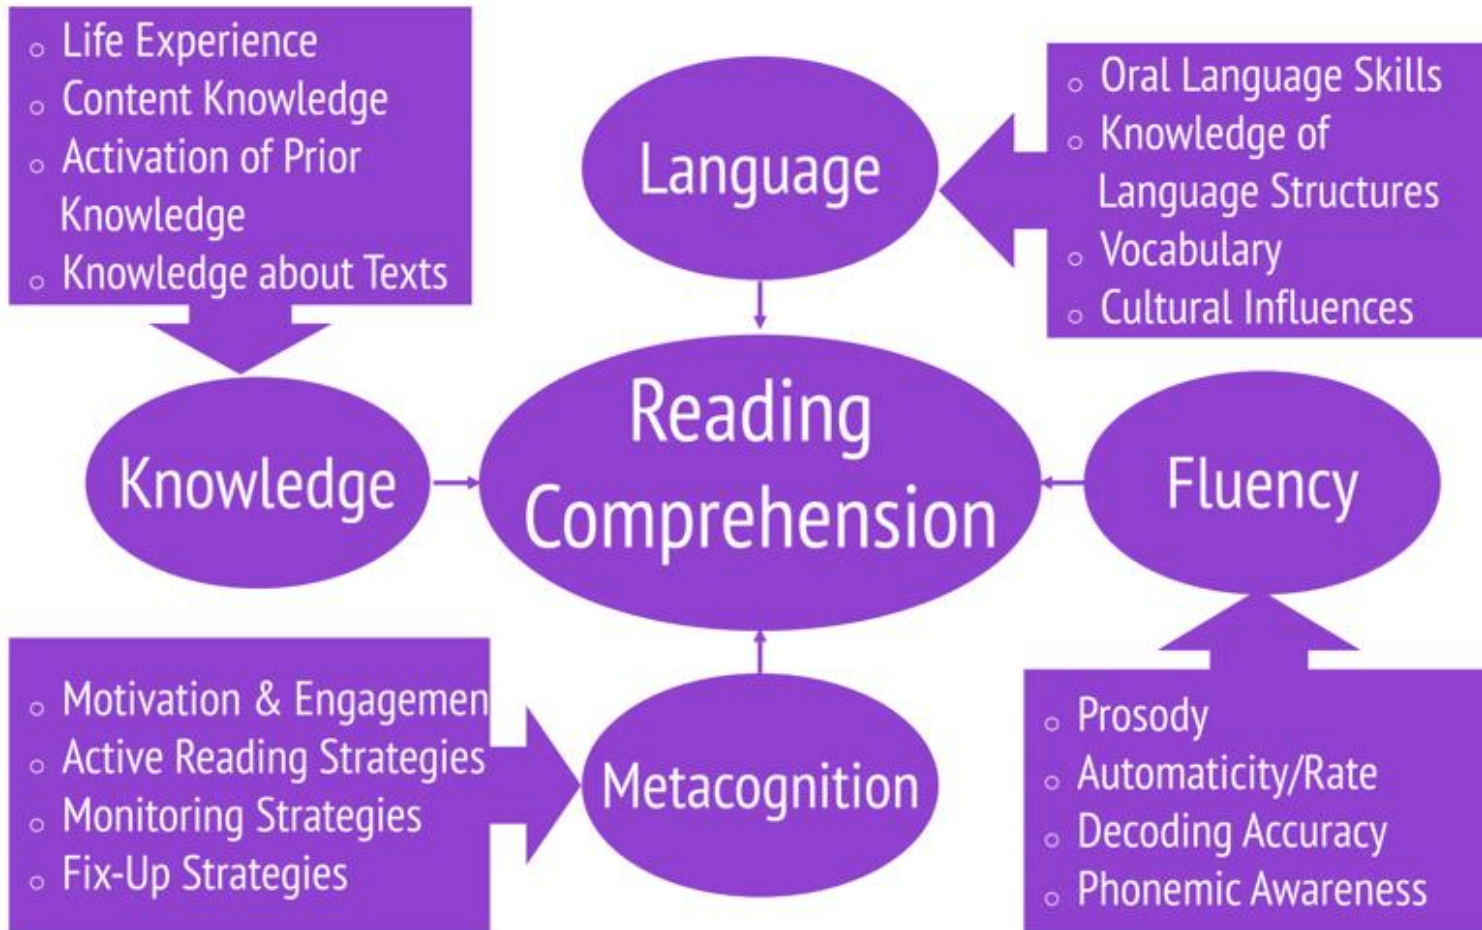 ○ Life Experience
○ Content Knowledge
○ Activation of Prior
Knowledge
○ Knowledge about Texts
Language
○ Oral Language Skills
○ Knowledge of
Language Structures
○ Vocabulary
○ Cultural Influences
Knowledge
Reading
Comprehension
Fluency
○ Motivation & Engagemen
○ Active Reading Strategies
○ Monitoring Strategies
○ Fix-Up Strategies
Metacognition
○ Prosody
○ Automaticity/Rate
○ Decoding Accuracy
○ Phonemic Awareness